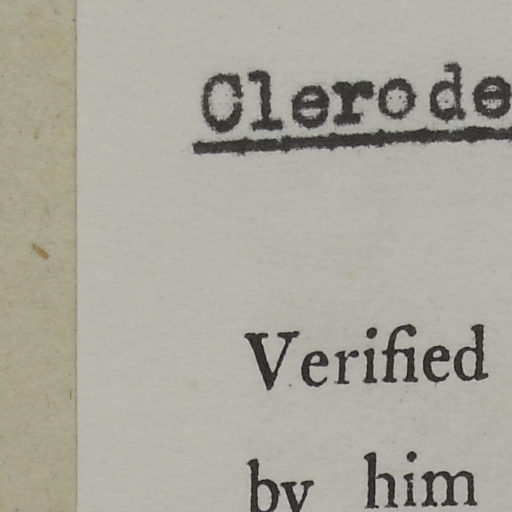 Clerode
Verified
by him